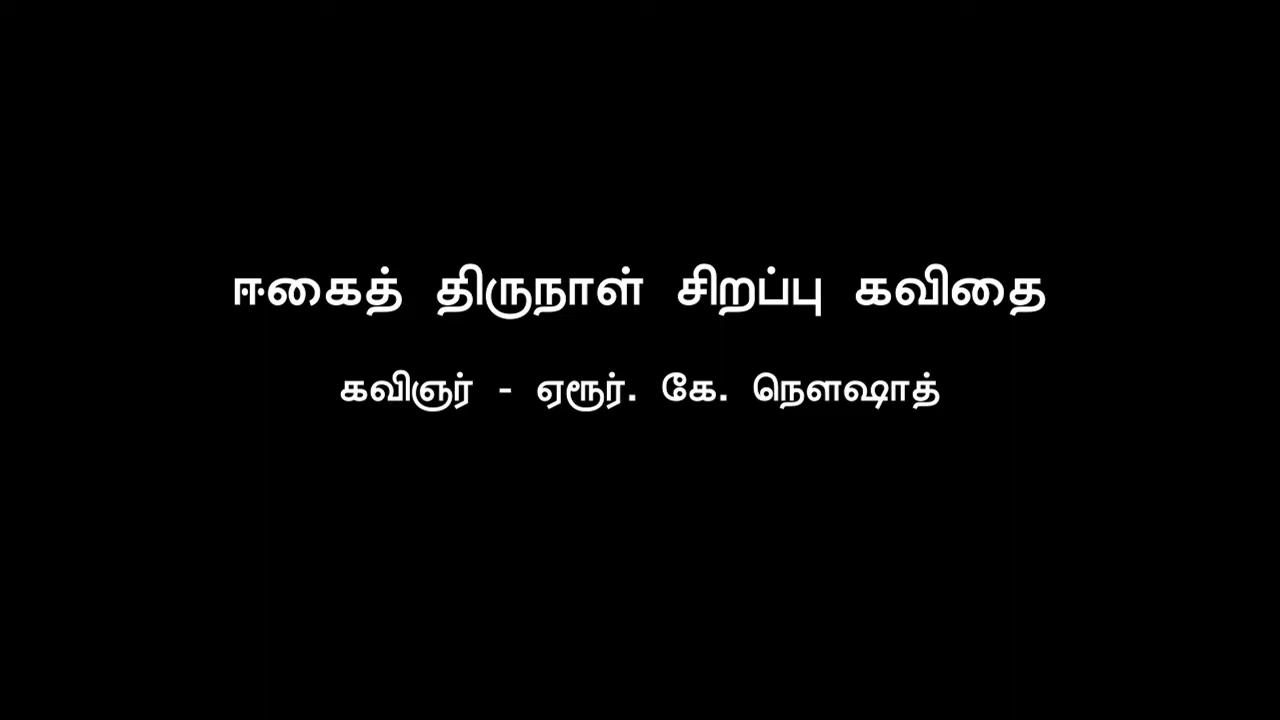 ஈகைத் திருநாள் சிறப்பு கவிதை
கவிஞர் - ஏரூர். கே. நௌஷாத்